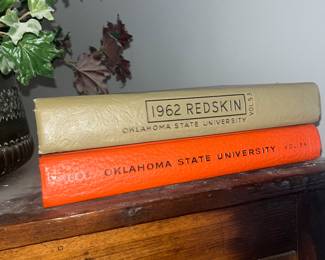 1962 REDSKIN
OKLAHOMA STATE UNIVERSITY
VOL 53
OKLAHOMA STATE UNIVERSITY